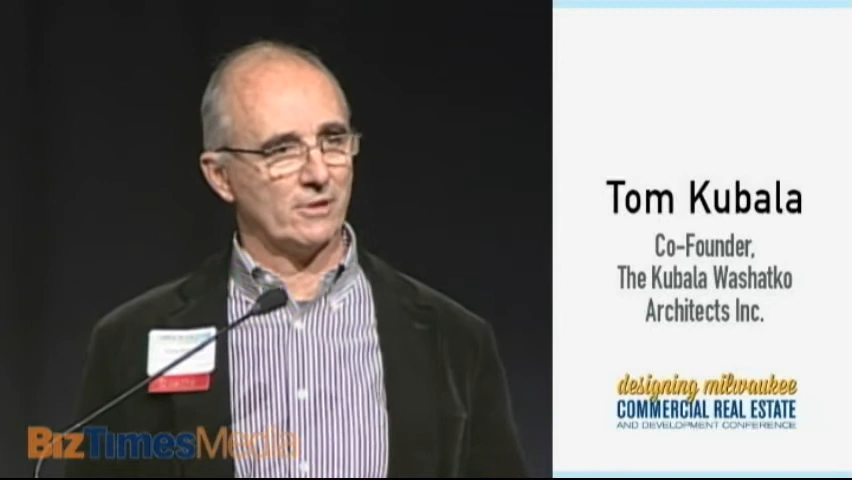 Tom Kubala
Co-Founder,
The Kubala Washatko
Architects Inc.
designing milwaukee
COMMERCIAL REAL ESTATE
AND DEVELOPMENT CONFERENCE
BizTimesMedia